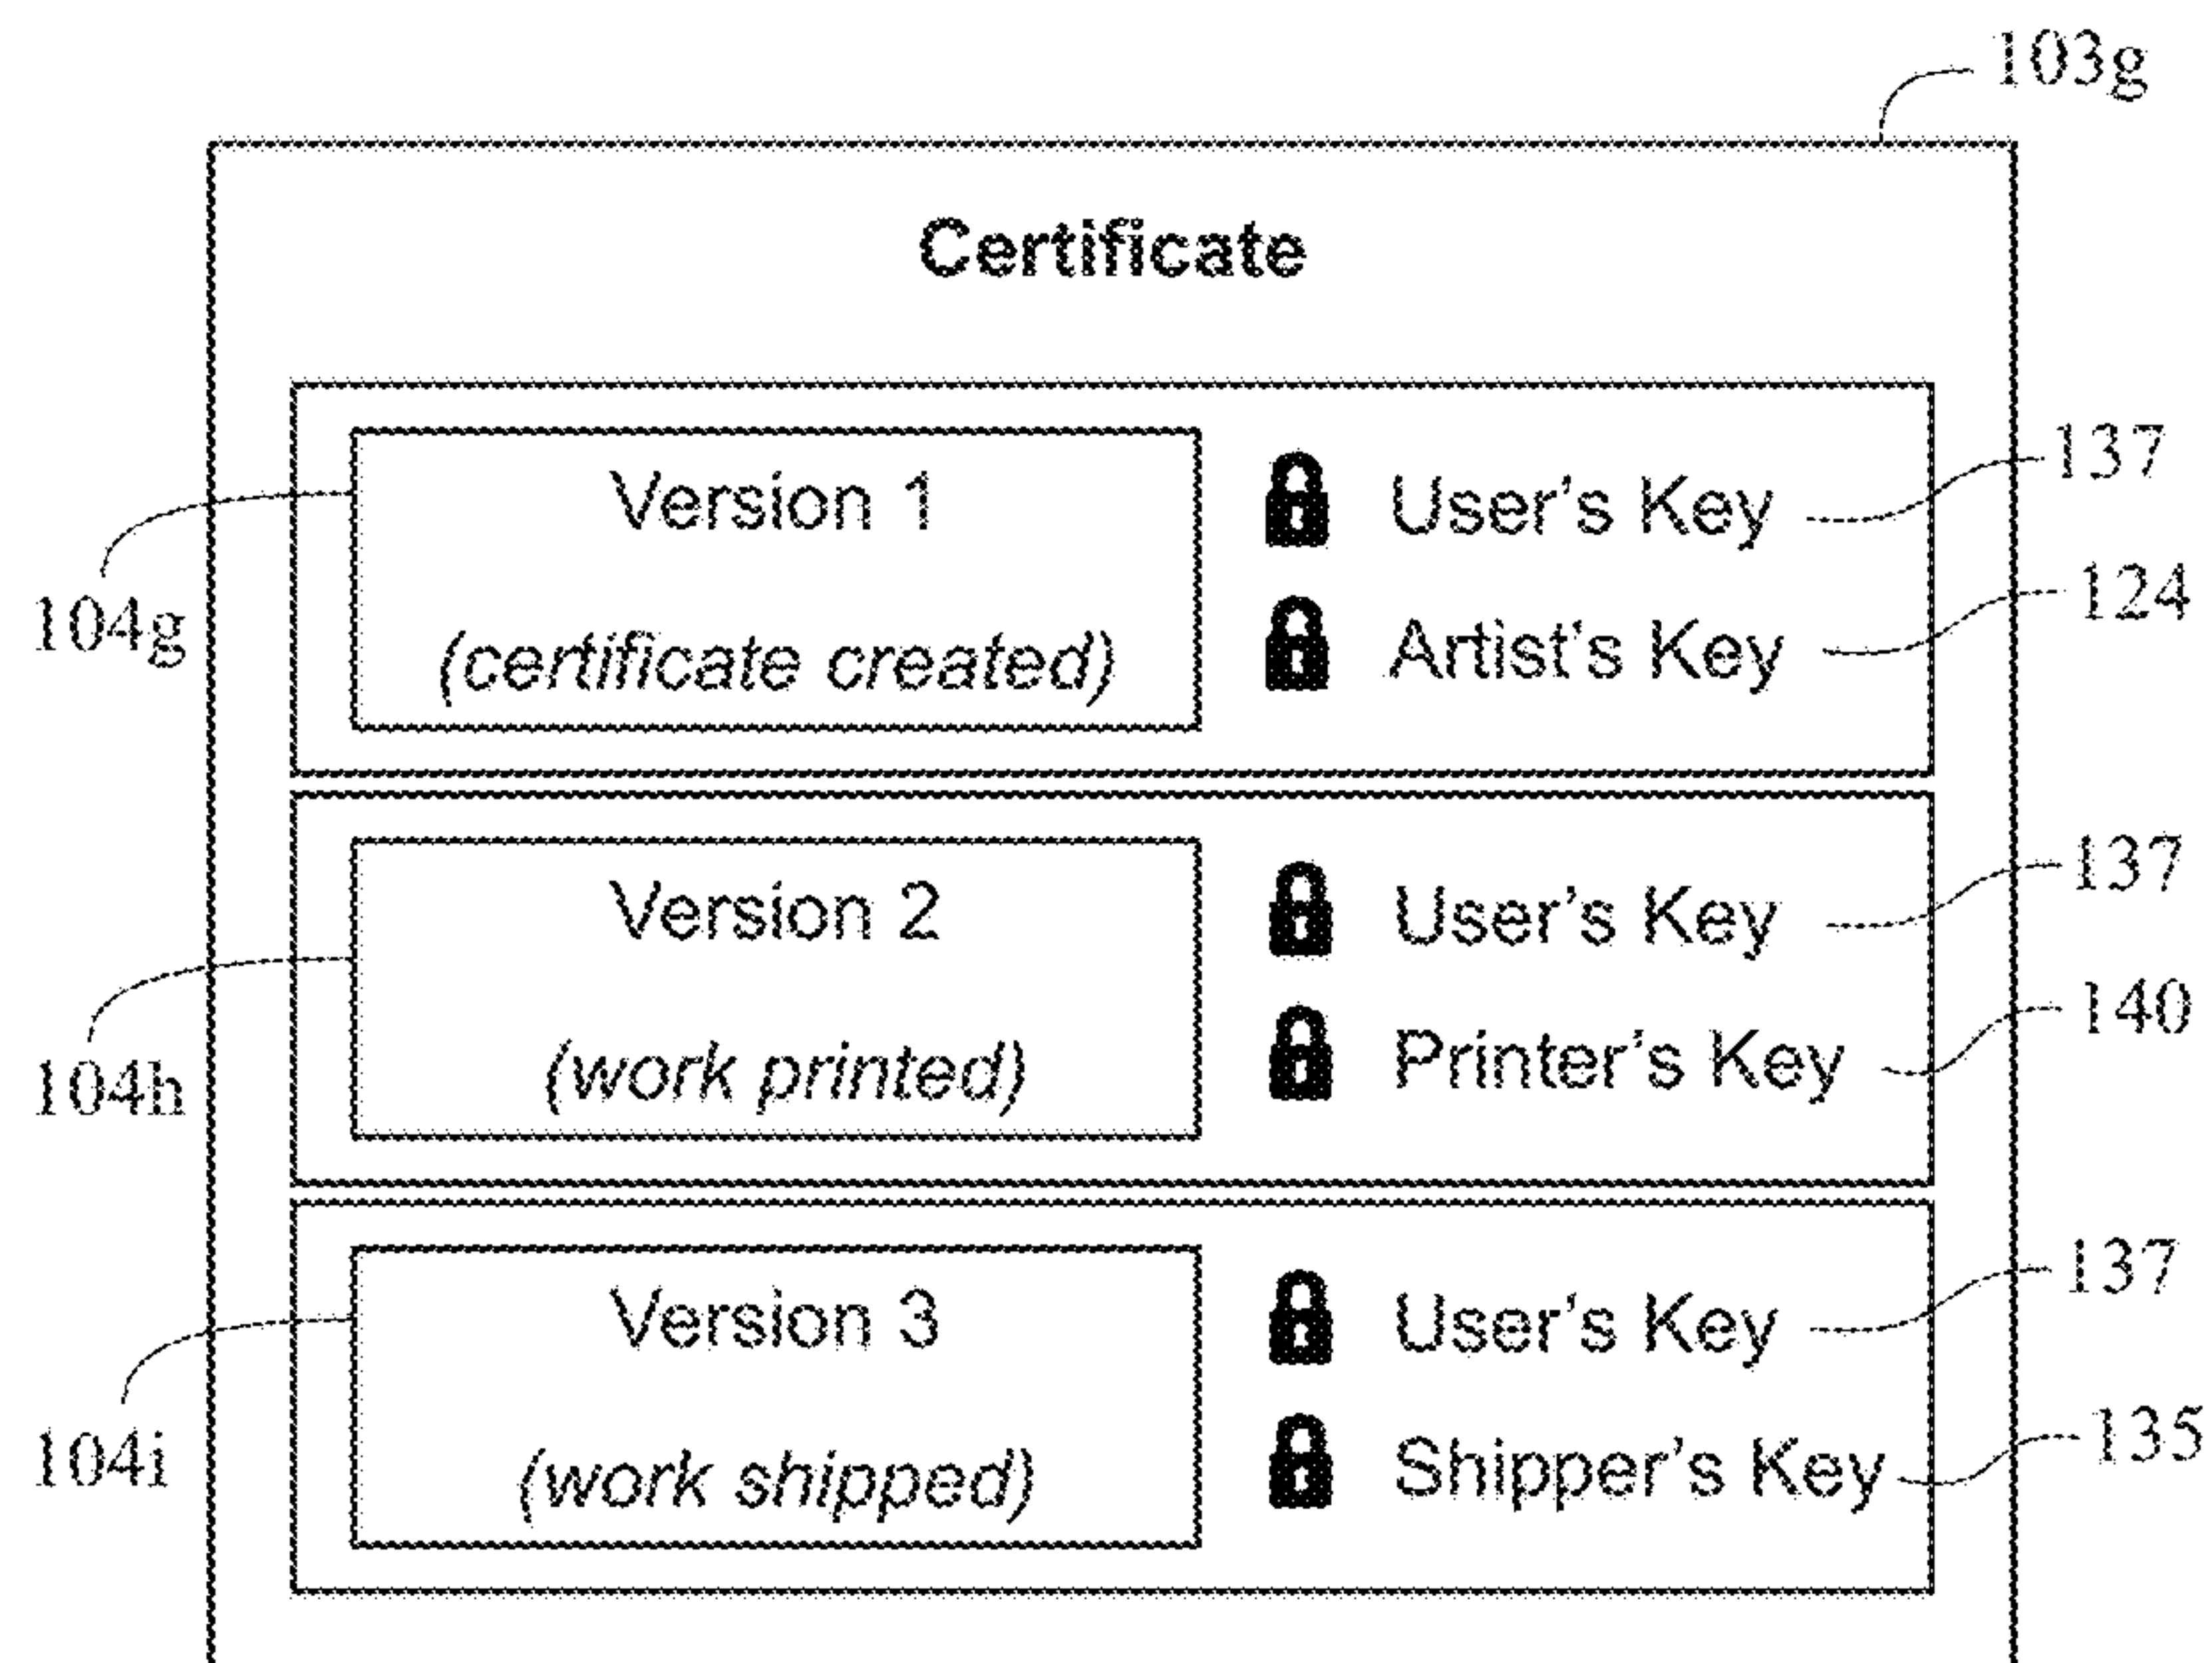 103g
Certificate
Version 1
(certificate created)
User's Key
137
Artist's Key
124
104g
Version 2
(work printed)
User's Key
137
Printer's Key
140
104h
Version 3
(work shipped)
User's Key
137
Shipper's Key
135
104i